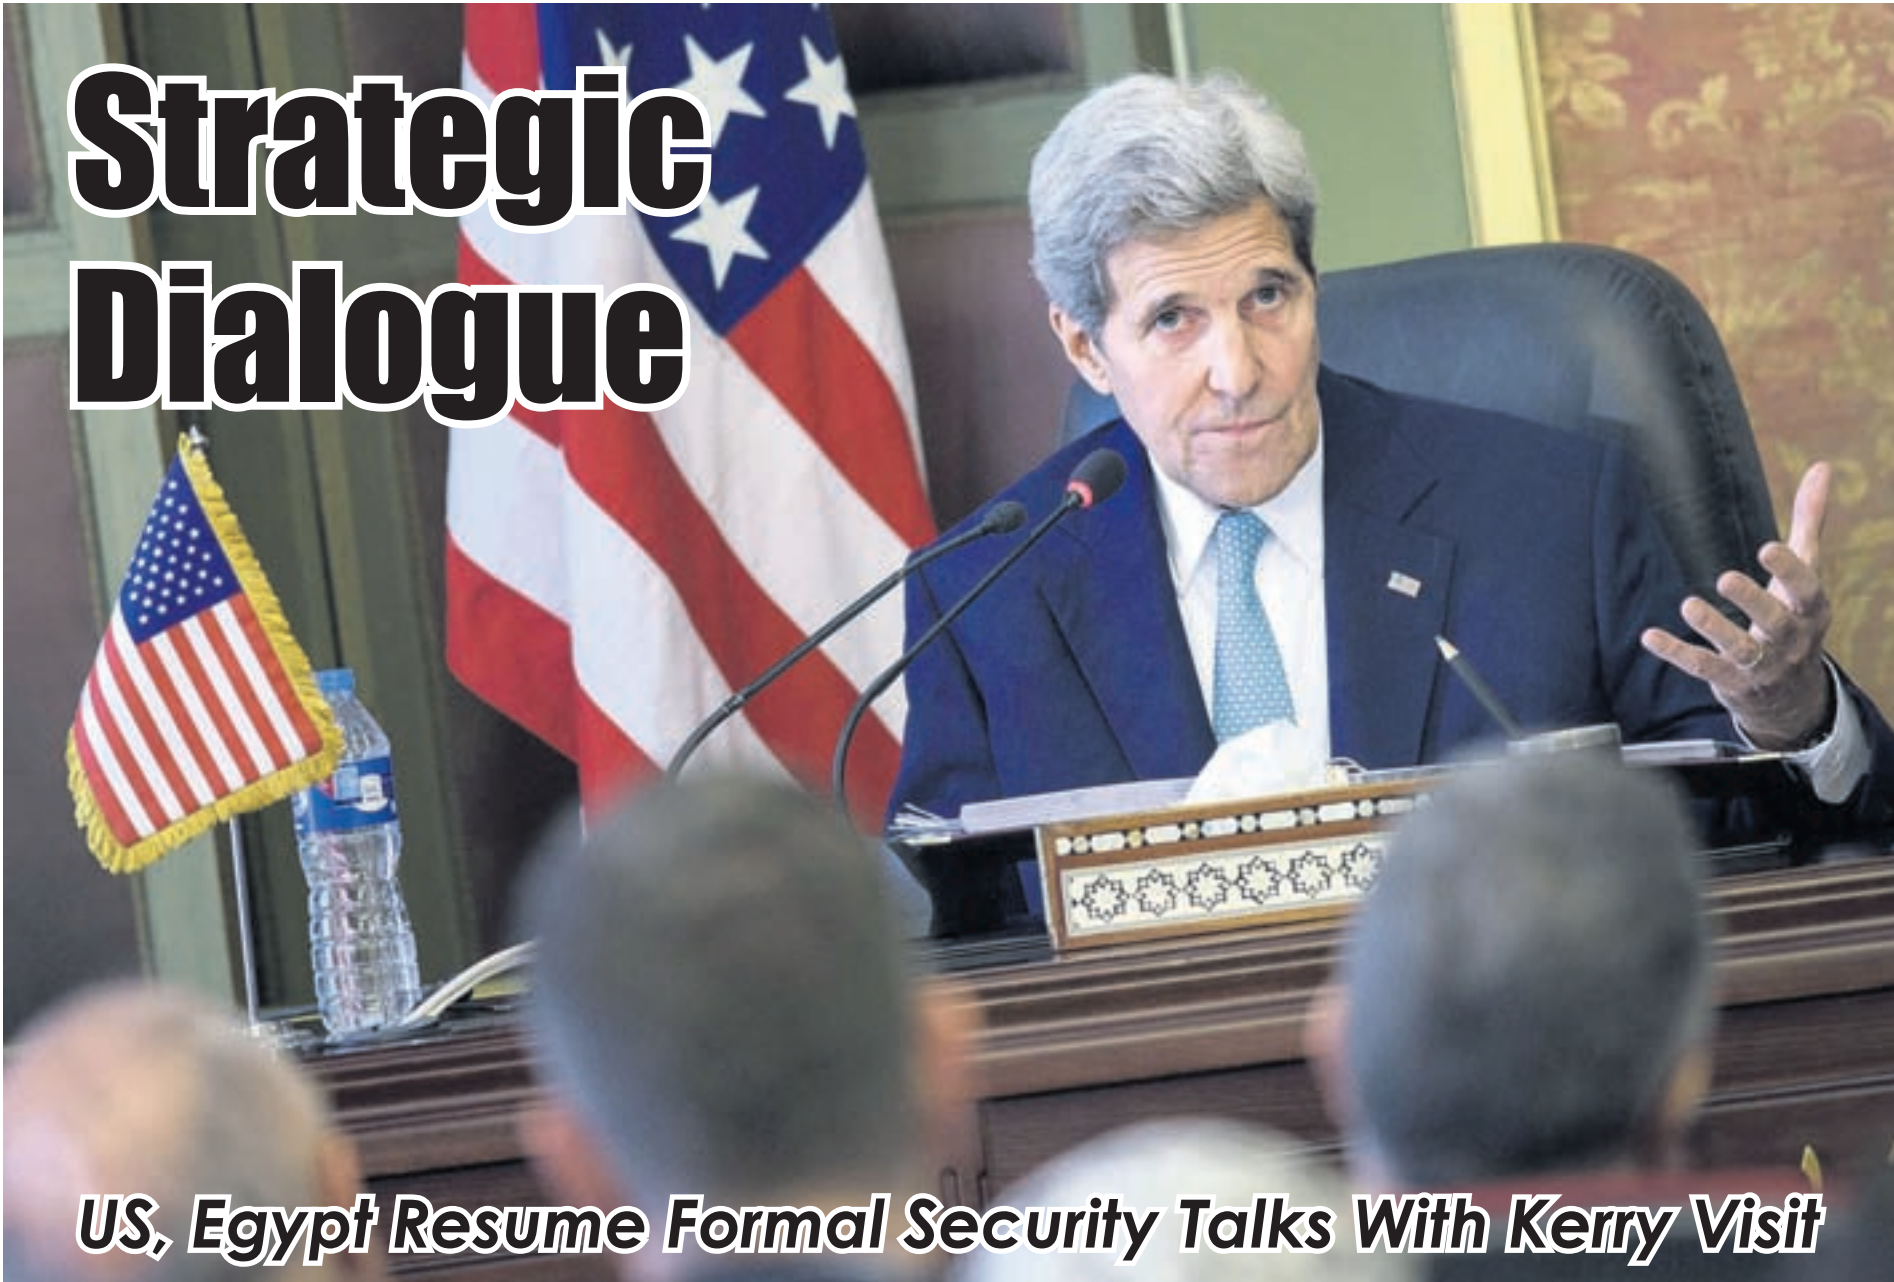 Strategic
Dialogue
US, Egypt Resume Formal Security Talks With Kerry Visit